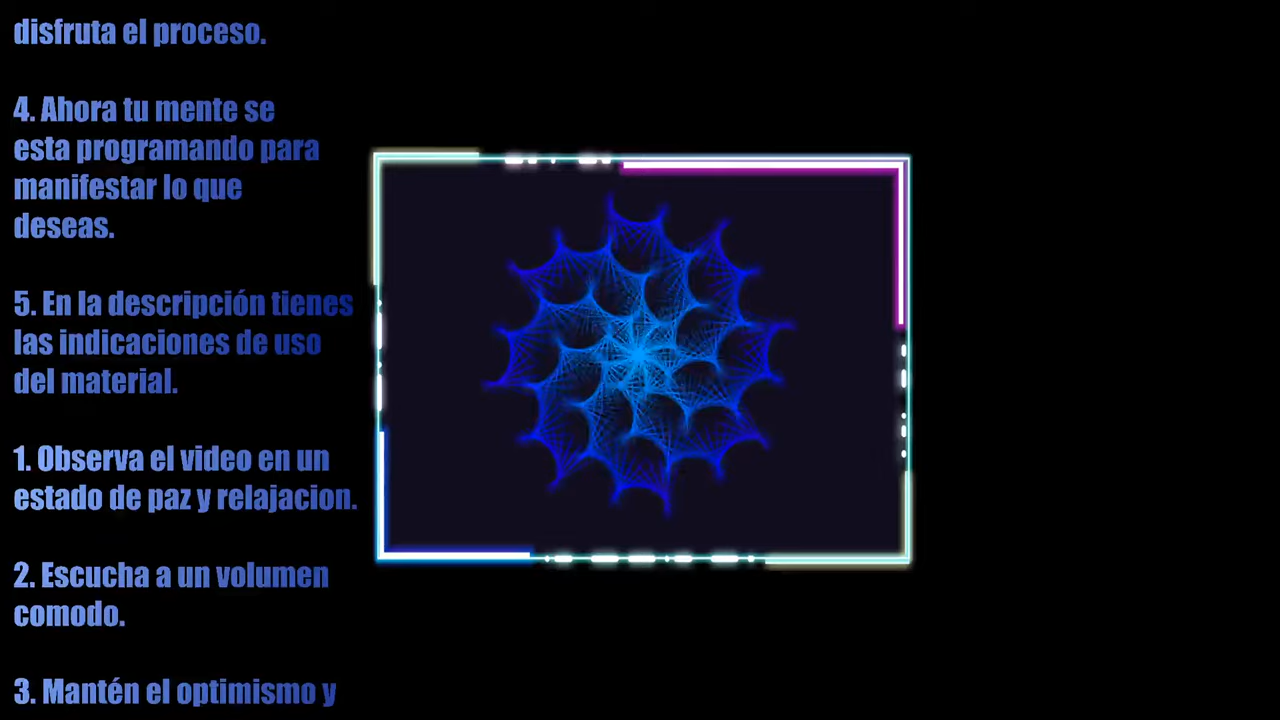 disfruta el proceso.
4. Ahora tu mente se
esta programando para
manifestar lo que
deseas.
5. En la descripción tienes
las indicaciones de uso
del material.
1. Observa el video en un
estado de paz y relajacion.
2. Escucha a un volumen
comodo.
3. Mantén el optimismo y